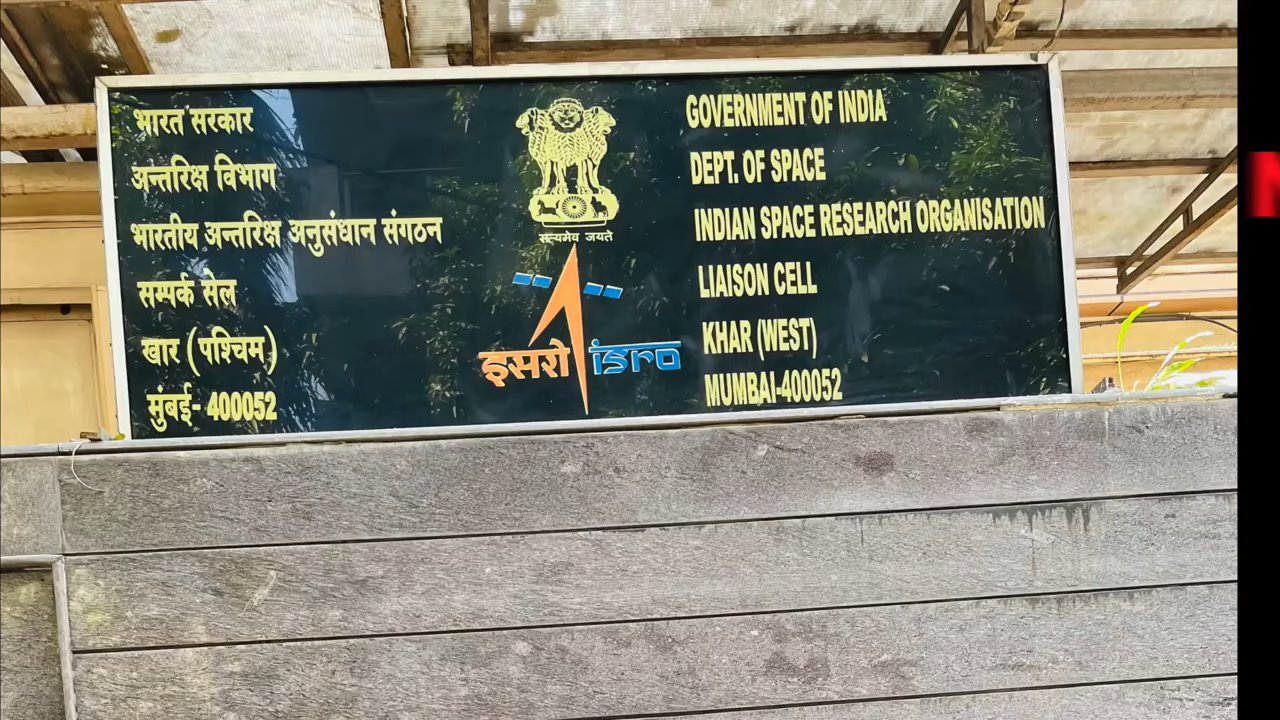 भारत सरकार
अन्तरिक्ष विभाग
भारतीय अन्तरिक्ष अनुसंधान संगठन
सम्पर्क सेल
खार (पश्चिम)
मुंबई- 400052
सत्यमेव जयते
इसरो isro
GOVERNMENT OF INDIA
DEPT. OF SPACE
INDIAN SPACE RESEARCH ORGANISATION
LIAISON CELL
KHAR (WEST)
MUMBAI-400052